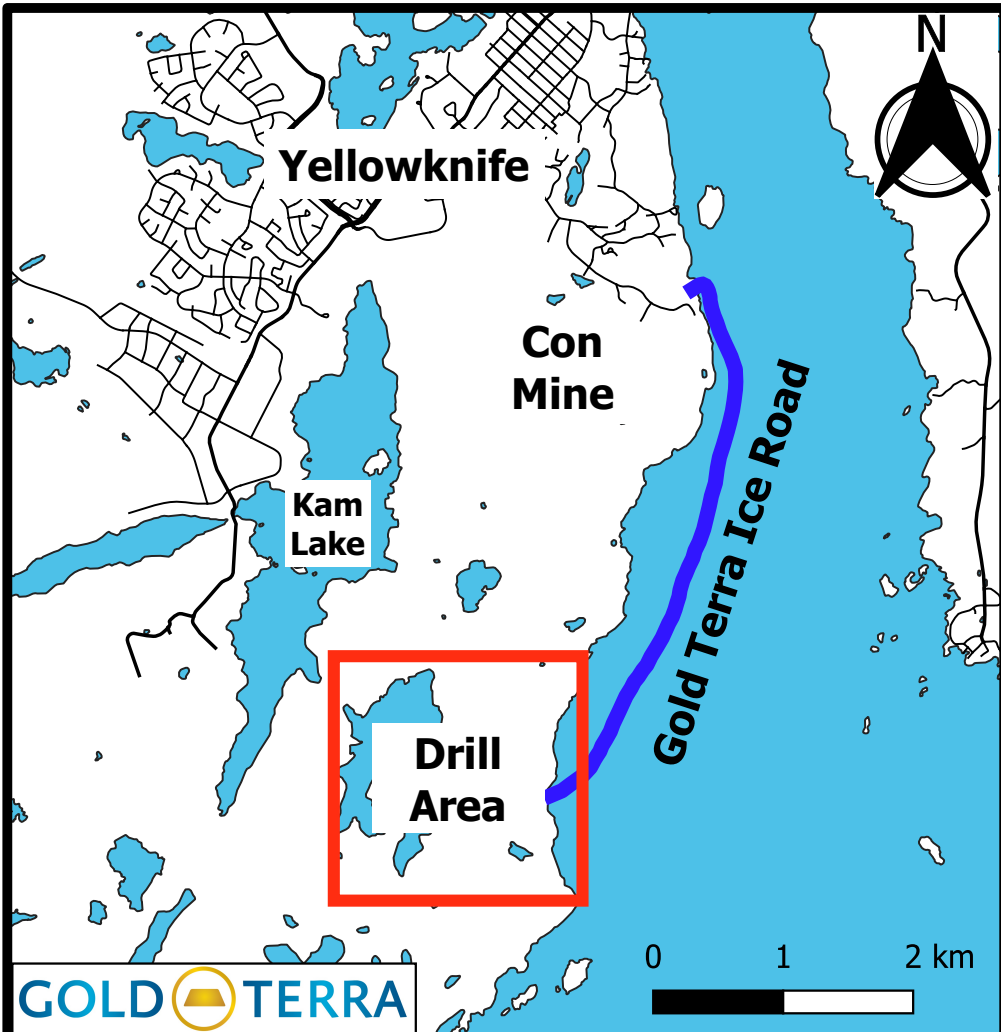 N
Yellowknife
Con
Mine
Gold Terra Ice Road
Kam
Lake
Drill
Area
0 1 2 km
GOLD TERRA